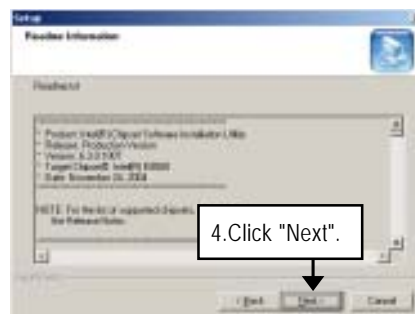 Setup
Readme Information
Readme.txt
* Product: Intel(R) Chipset Software Installation Utility
* Release: Production Version
* Version: 6.3.0.1007
* Target Chipset#: Intel(R)
* Date: November 24, 2004
NOTE: For the list of supported chipsets,
the Release Notes.
4.Click "Next".
< Back
Next >
Cancel